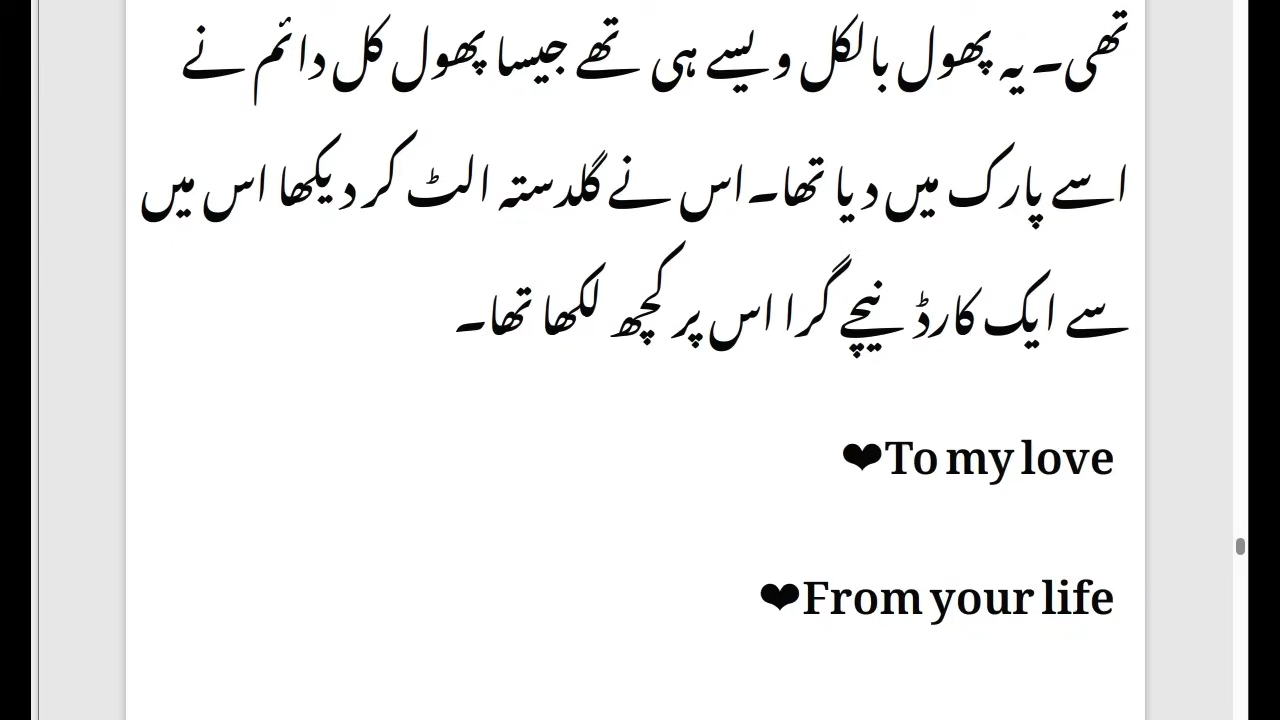 تھی۔ یہ پھول بالکل ویسے ہی تھے جیسا پھول کل دائم نے
اسے پارک میں دیا تھا۔اس نے گلدستہ الٹ کر دیکھا اس میں
سے ایک کارڈ نیچے گرا اس پر کچھ لکھا تھا۔
❤To my love
❤From your life